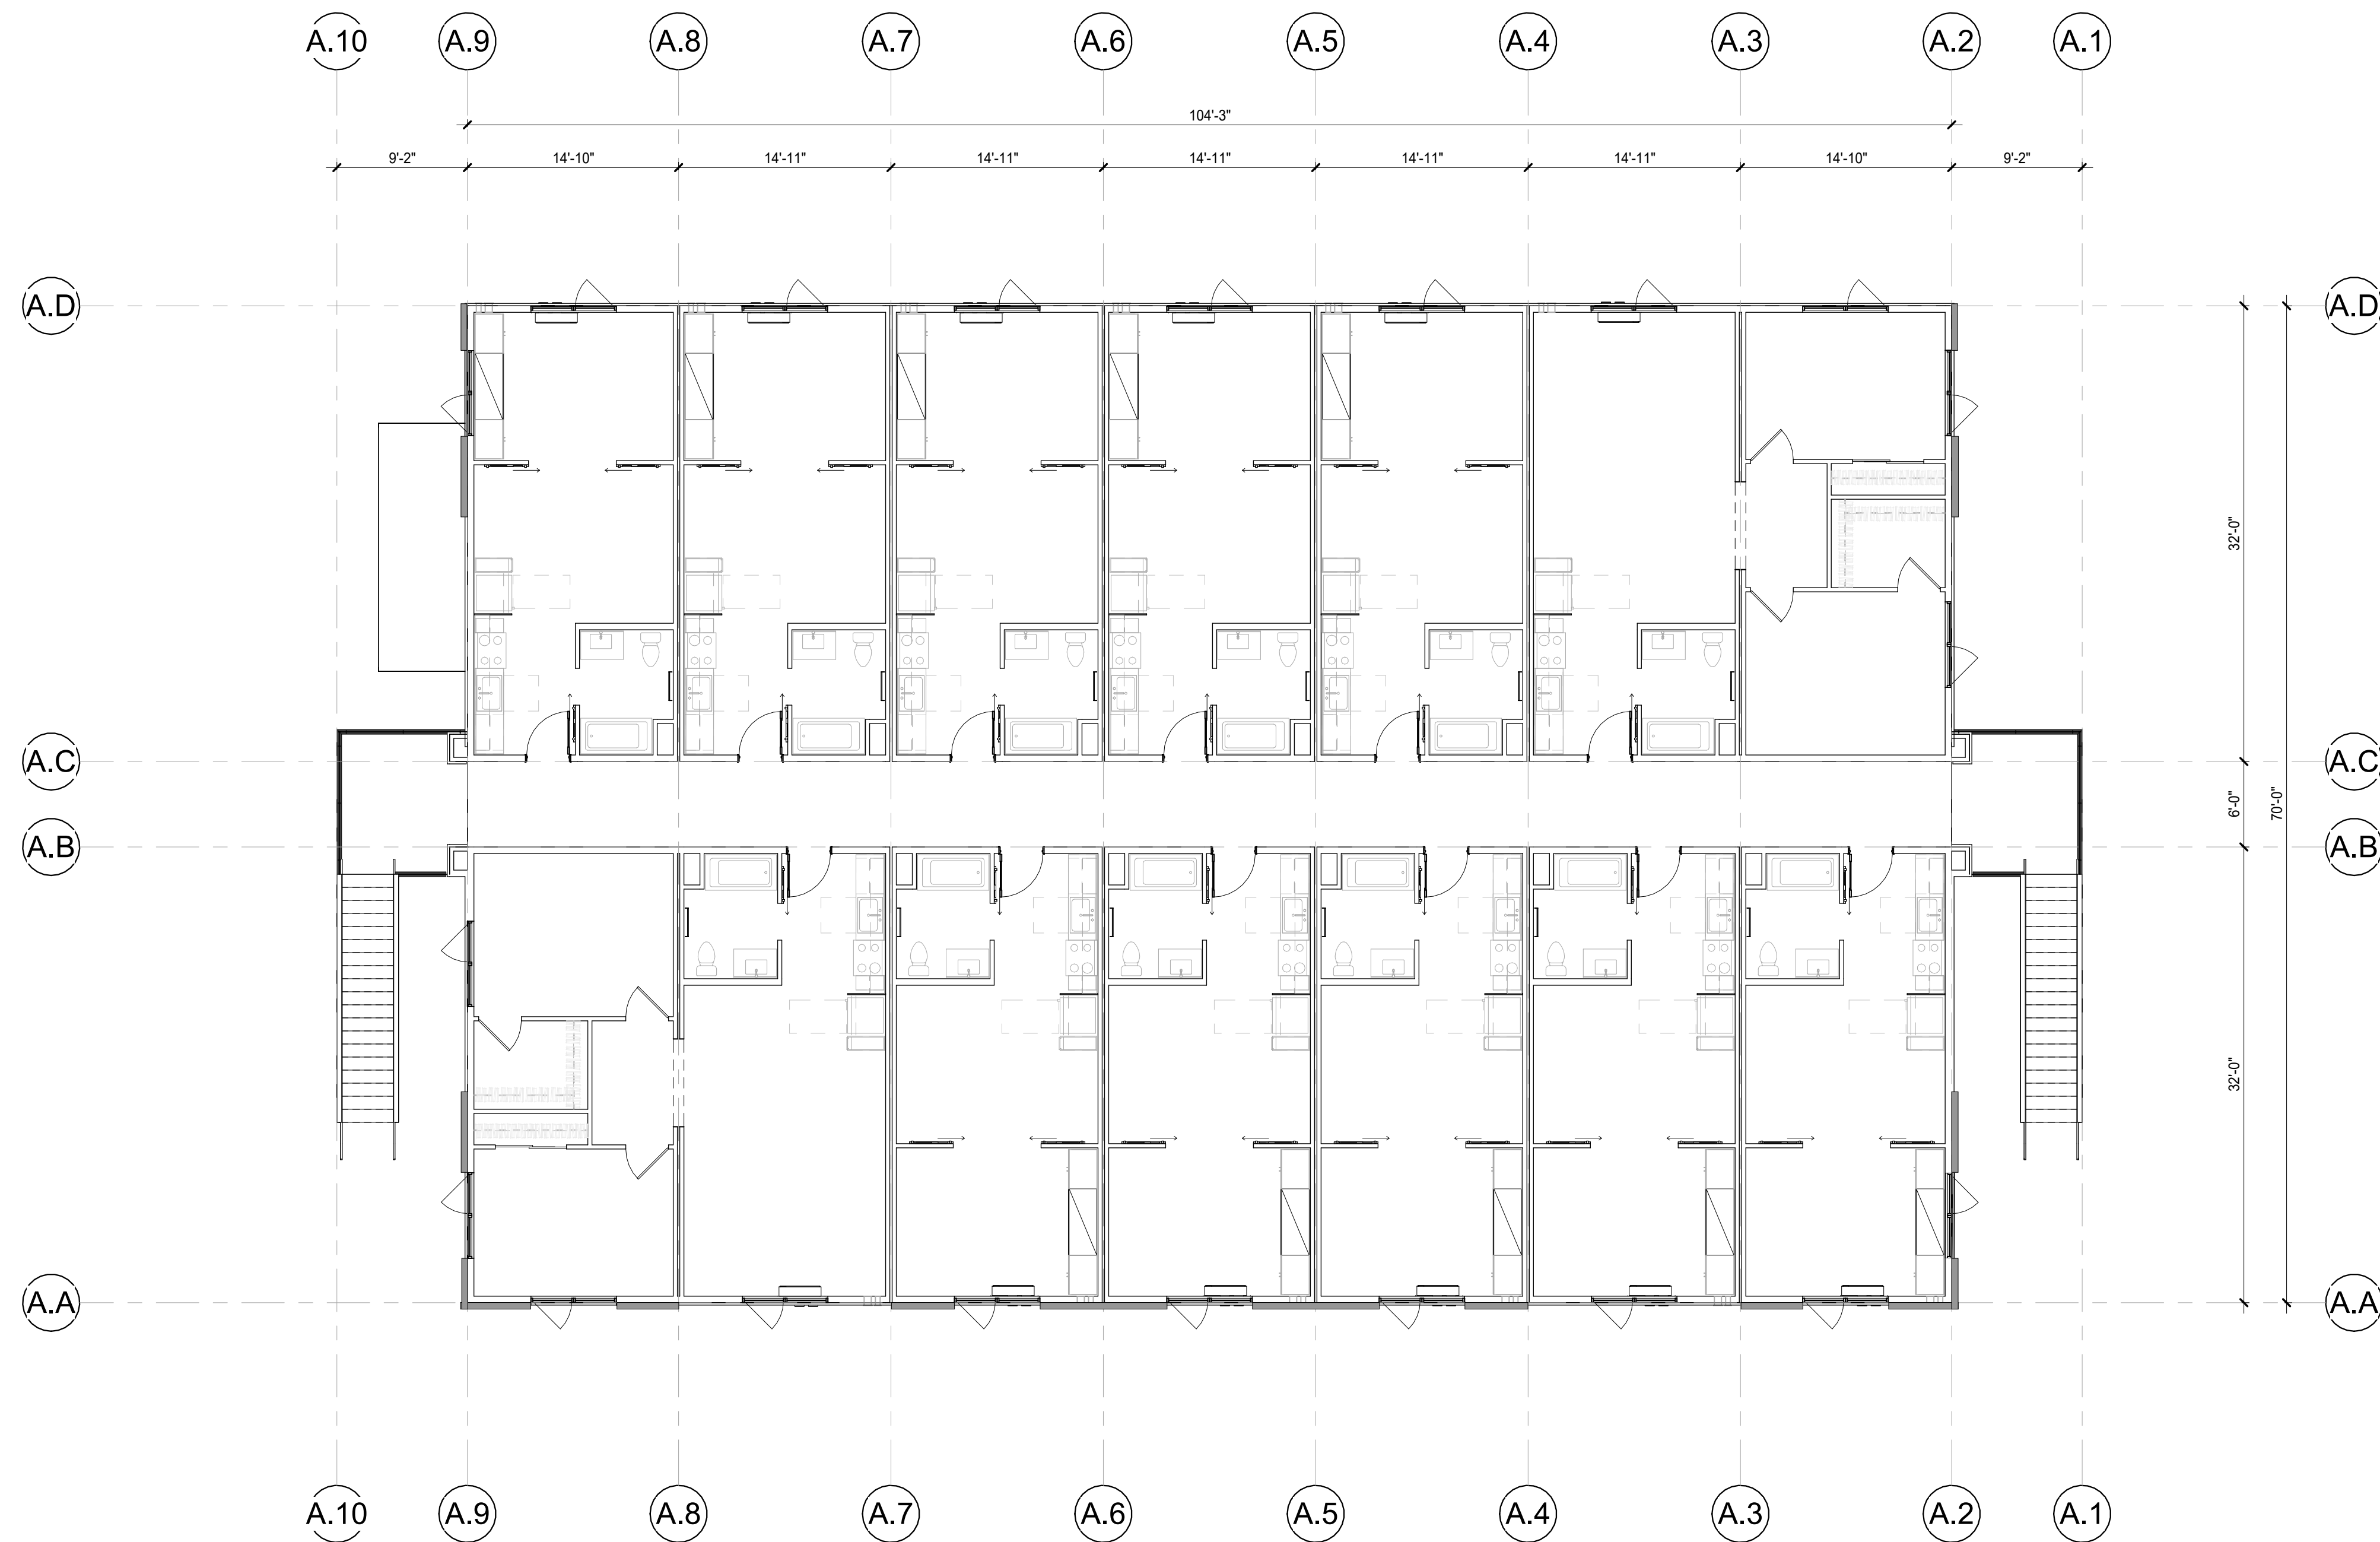 A.10 A.9 A.8 A.7 A.6 A.5 A.4 A.3 A.2 A.1
104'-3"
9'-2" 14'-10" 14'-11" 14'-11" 14'-11" 14'-11" 14'-11" 14'-10" 9'-2"
A.D A.D
32'-0"
A.C A.C
6'-0" 70'-0"
A.B A.B
32'-0"
A.A A.A
A.10 A.9 A.8 A.7 A.6 A.5 A.4 A.3 A.2 A.1